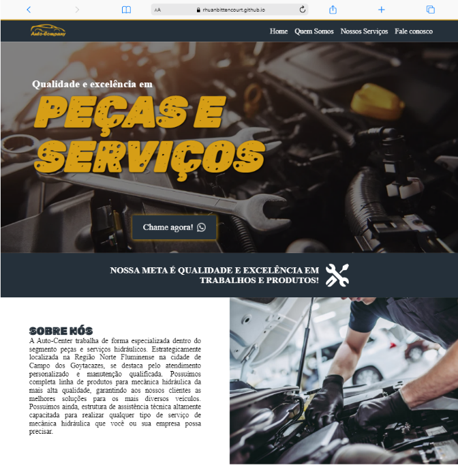 AA
rhuanbittencourt.github.io
Auto-Company
Home Quem Somos Nossos Serviços Fale conosco
Qualidade e excelência em
PEÇAS E
SERVIÇOS
Chame agora!
NOSSA META É QUALIDADE E EXCELÊNCIA EM
TRABALHOS E PRODUTOS!
SOBRE NÓS
A Auto-Center trabalha de forma especializada dentro do
segmento peças e serviços hidráulicos. Estrategicamente
localizada na Região Norte Fluminense na cidade de
Campo dos Goytacazes, se destaca pelo atendimento
personalizado e manutenção qualificada. Possuimos
completa linha de produtos para mecânica hidráulica da
mais alta qualidade, garantindo aos nossos clientes as
melhores soluções para os mais diversos veículos.
Possuimos ainda, estrutura de assistência técnica altamente
capacitada para realizar qualquer tipo de serviço de
mecânica hidráulica que você ou sua empresa possa
precisar.